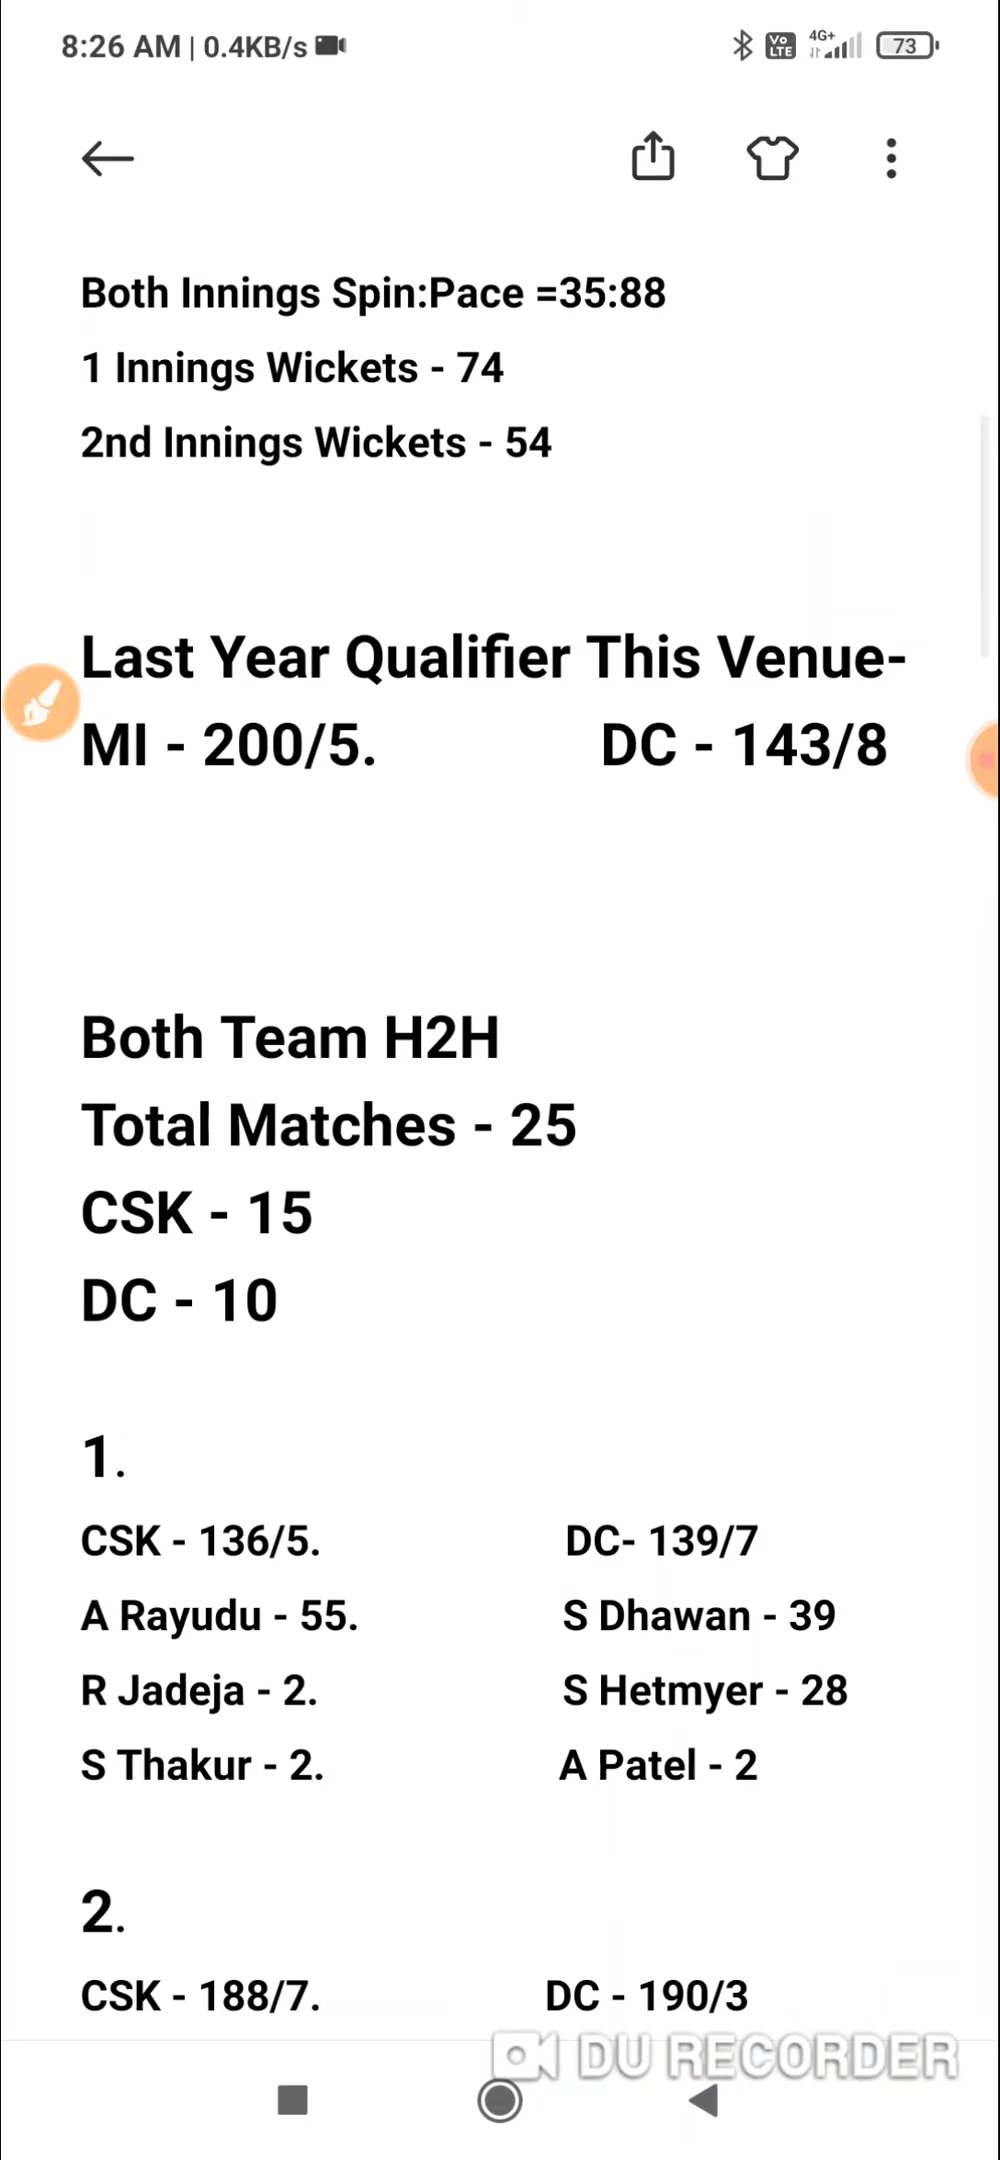 8:26 AM | 0.4KB/s Vo LTE 4G+ 73
Both Innings Spin:Pace =35:88
1 Innings Wickets - 74
2nd Innings Wickets - 54
Last Year Qualifier This Venue-
MI - 200/5. DC - 143/8
Both Team H2H
Total Matches - 25
CSK - 15
DC - 10
1.
CSK - 136/5. DC- 139/7
A Rayudu - 55. S Dhawan - 39
R Jadeja - 2. S Hetmyer - 28
S Thakur - 2. A Patel - 2
2.
CSK - 188/7. DC - 190/3
DU RECORDER